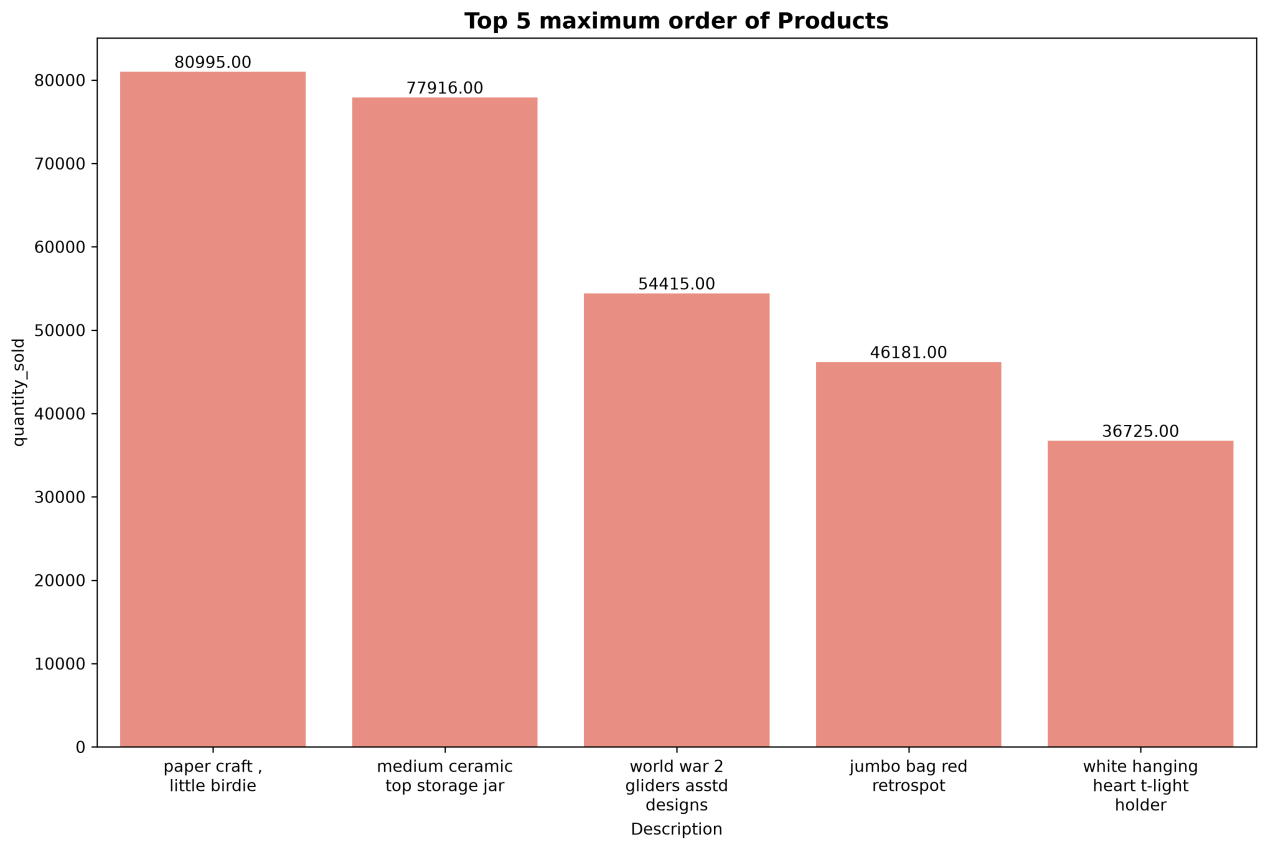 Top 5 maximum order of Products
80995.00
77916.00
54415.00
46181.00
36725.00
80000
70000
60000
50000
40000
30000
20000
10000
0
quantity_sold
paper craft ,
little birdie
medium ceramic
top storage jar
world war 2
gliders asstd
designs
jumbo bag red
retrospot
white hanging
heart t-light
holder
Description